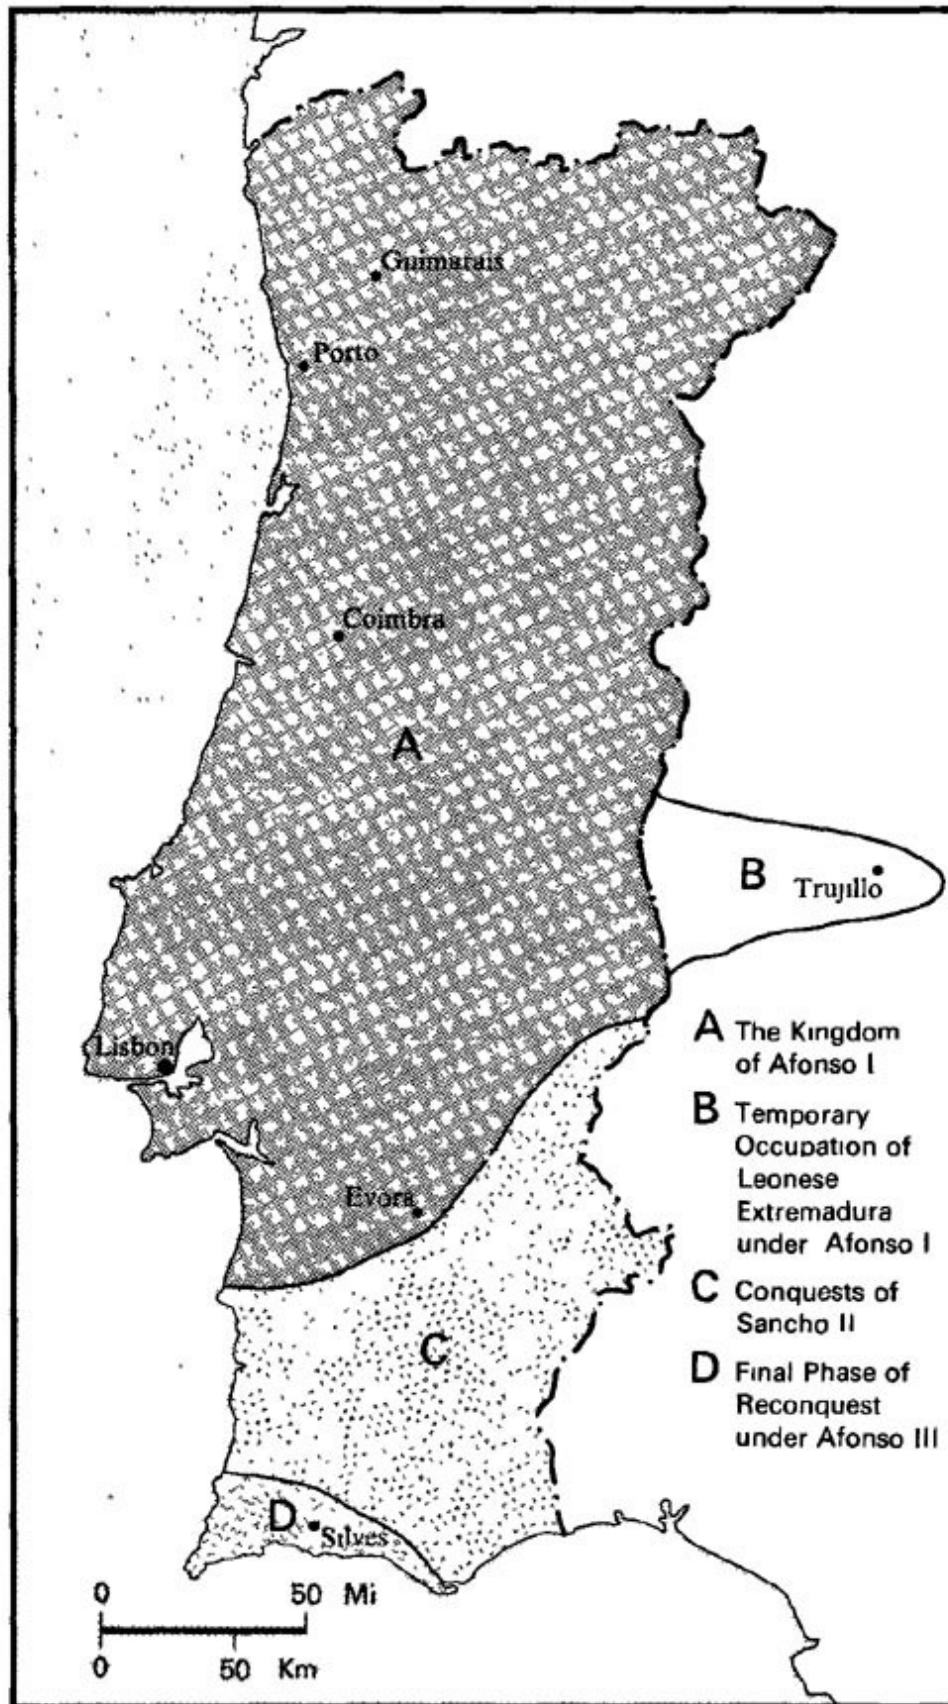 Guimarais
Porto
Coimbra
A
B
Trujillo
Lisbon
Evora
C
D
Silves
A The Kingdom
of Afonso I
B Temporary
Occupation of
Leonese
Extremadura
under Afonso I
C Conquests of
Sancho II
D Final Phase of
Reconquest
under Afonso III
0 50 Mi
0 50 Km